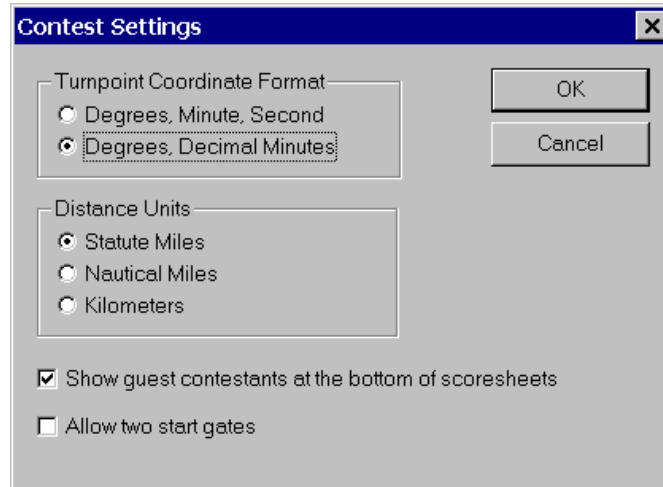 Contest Settings
Turnpoint Coordinate Format
Degrees, Minute, Second
Degrees, Decimal Minutes
OK
Cancel
Distance Units
Statute Miles
Nautical Miles
Kilometers
Show guest contestants at the bottom of scoresheets
Allow two start gates